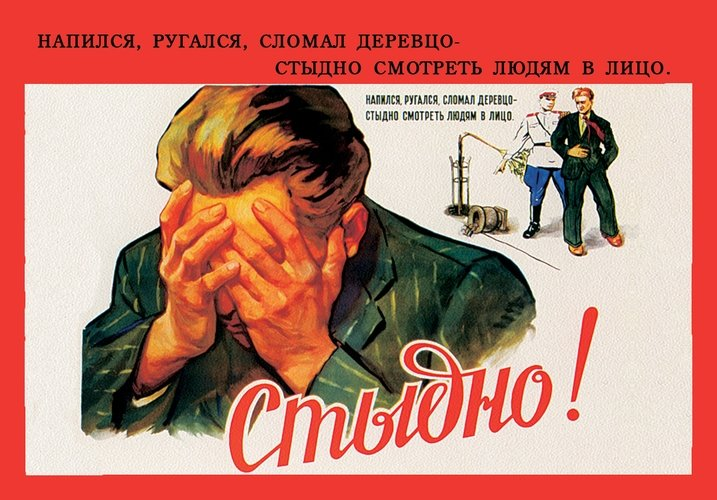 НАПИЛСЯ, РУГАЛСЯ, СЛОМАЛ ДЕРЕВЦО-
СТЫДНО СМОТРЕТЬ ЛЮДЯМ В ЛИЦО.
НАПИЛСЯ, РУГАЛСЯ, СЛОМАЛ ДЕРЕВЦО-
СТЫДНО СМОТРЕТЬ ЛЮДЯМ В ЛИЦО.
Стыдно!